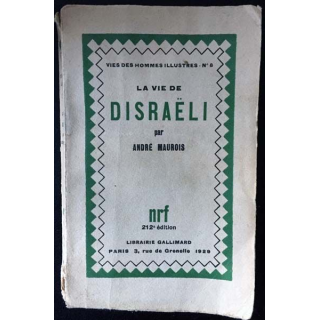 VIES DES HOMMES ILLUSTRES - Nº 8
LA VIE DE
DISRAËLI
par
ANDRÉ MAUROIS
nrf
212e édition
LIBRAIRIE GALLIMARD
PARIS 3, rue de Grenelle 1928